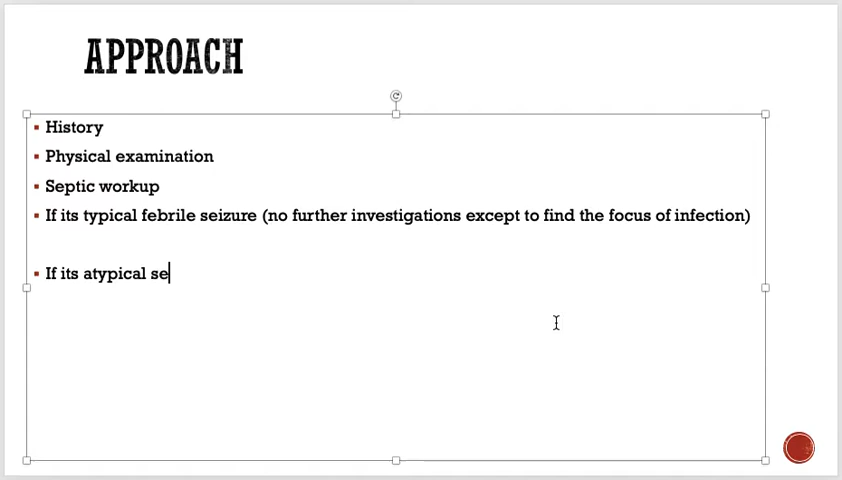 APPROACH
▪ History
▪ Physical examination
▪ Septic workup
▪ If its typical febrile seizure (no further investigations except to find the focus of infection)
▪ If its atypical se